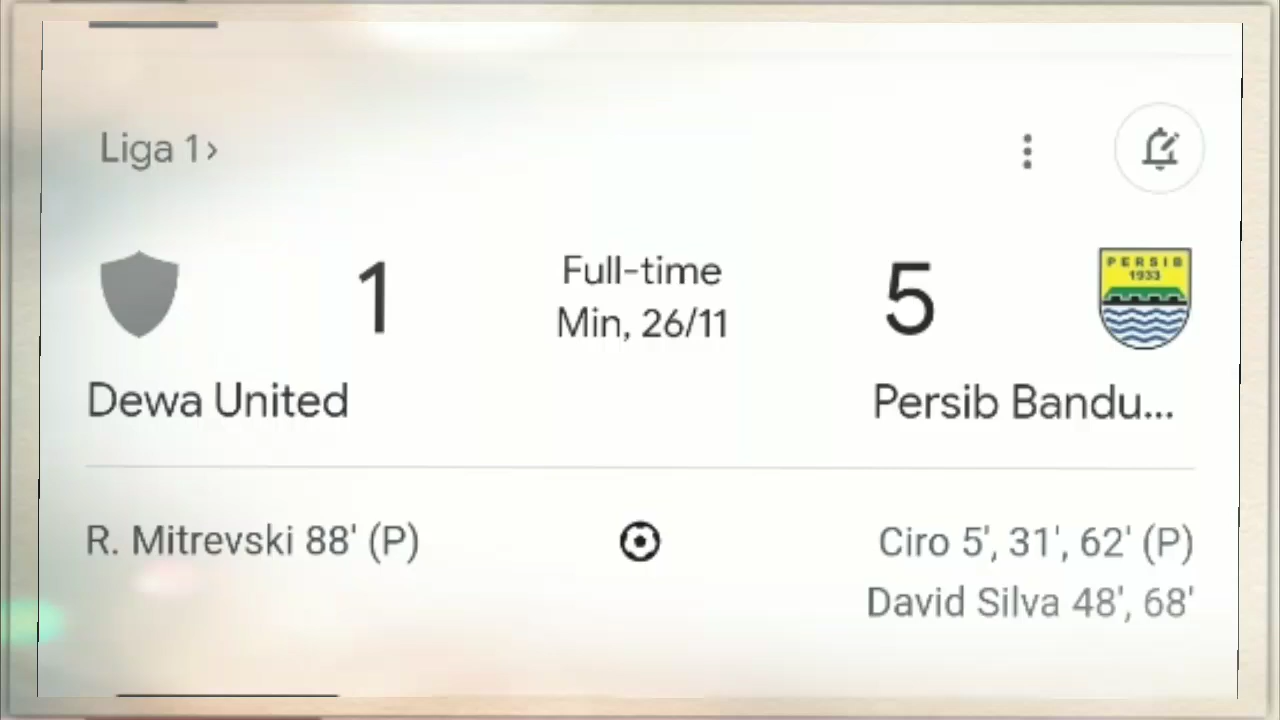 Liga 1 ›
1
Full-time
5
PERSIB
1933
Min, 26/11
Dewa United
Persib Bandu...
R. Mitrevski 88' (P)
Ciro 5', 31', 62' (P)
David Silva 48', 68'